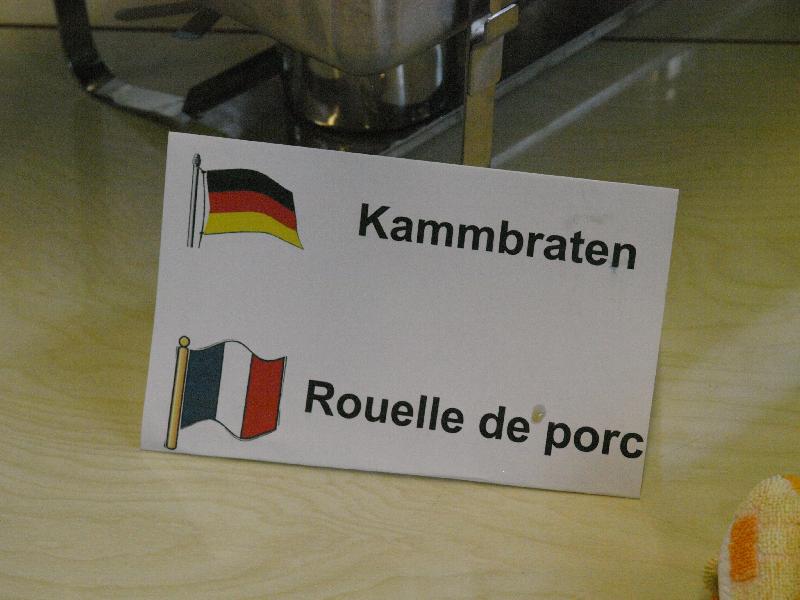 Kammbraten
Rouelle de porc